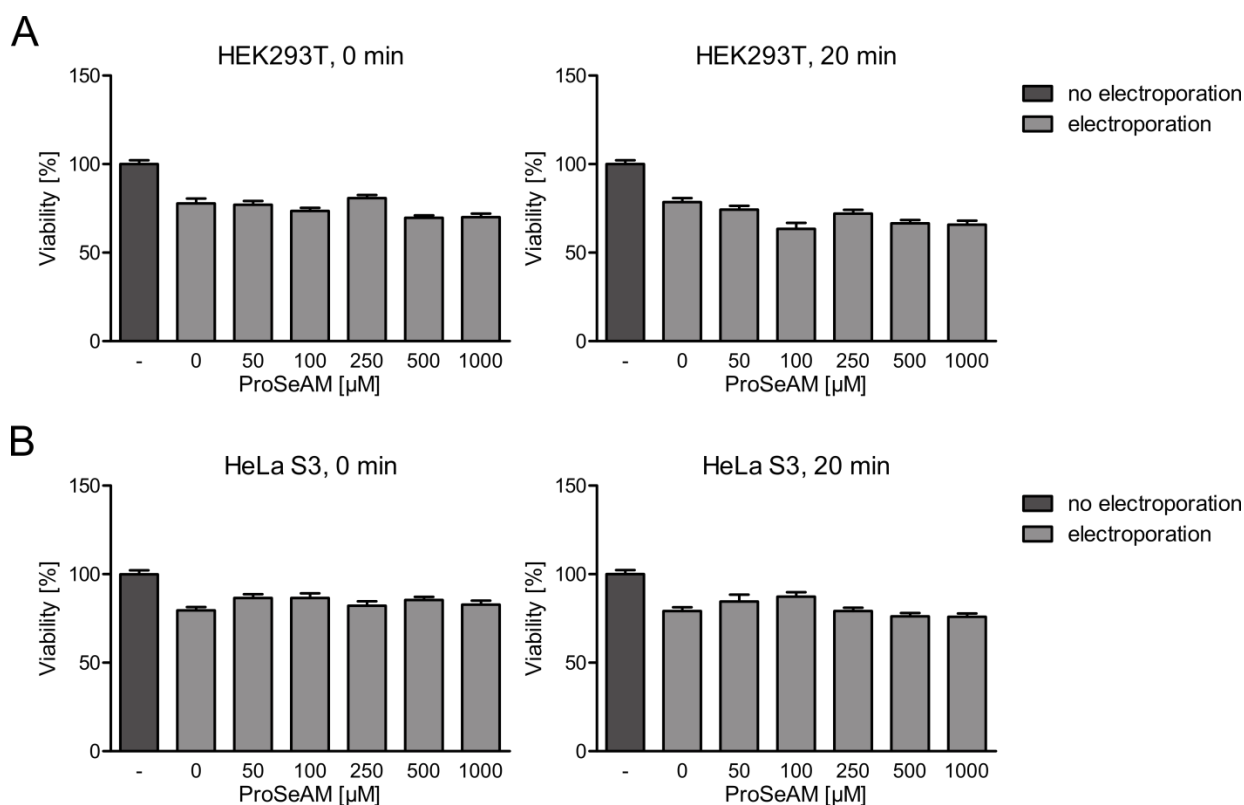 A
HEK293T, 0 min
150
100
50
0
Viability [%]
- 0 50 100 250 500 1000
ProSeAM [µM]
HEK293T, 20 min
150
100
50
0
Viability [%]
- 0 50 100 250 500 1000
ProSeAM [µM]
no electroporation
electroporation
B
HeLa S3, 0 min
150
100
50
0
Viability [%]
- 0 50 100 250 500 1000
ProSeAM [µM]
HeLa S3, 20 min
150
100
50
0
Viability [%]
- 0 50 100 250 500 1000
ProSeAM [µM]
no electroporation
electroporation